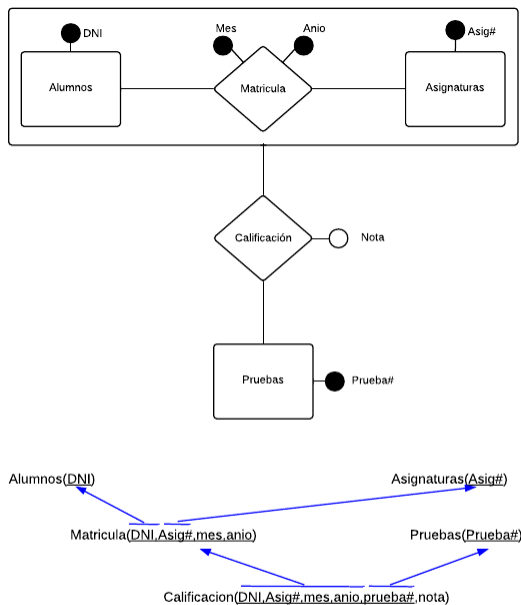 DNI
Mes
Anio
Asig#
Alumnos
Matricula
Asignaturas
Calificación
Nota
Pruebas
Prueba#
Alumnos(DNI)
Asignaturas(Asig#)
Matricula(DNI,Asig#,mes,anio)
Pruebas(Prueba#)
Calificacion(DNI,Asig#,mes,anio,prueba#,nota)